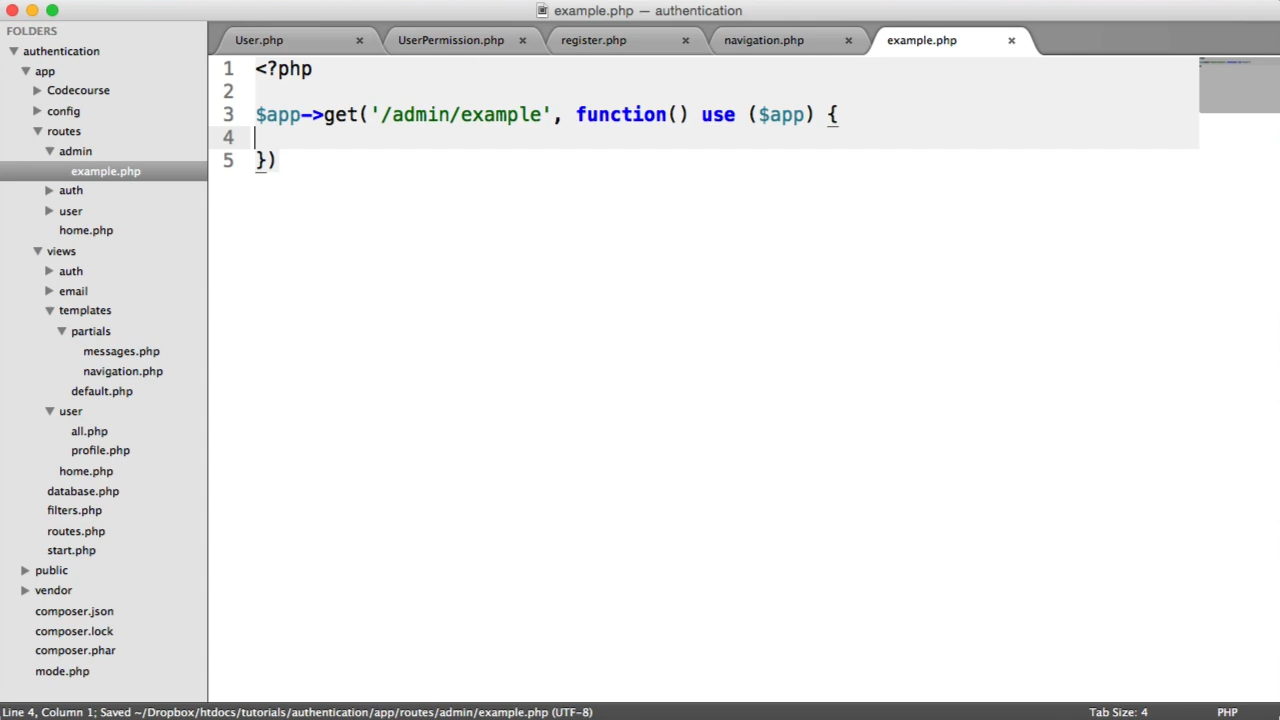 example.php — authentication
FOLDERS
authentication
app
Codecourse
config
routes
admin
example.php
auth
user
home.php
views
auth
email
templates
partials
messages.php
navigation.php
default.php
user
all.php
profile.php
home.php
database.php
filters.php
routes.php
start.php
public
vendor
composer.json
composer.lock
composer.phar
mode.php
User.php
UserPermission.php
register.php
navigation.php
example.php
1 <?php
2
3 $app->get('/admin/example', function() use ($app) {
4
5 })
Line 4, Column 1; Saved ~/Dropbox/htdocs/tutorials/authentication/app/routes/admin/example.php (UTF-8)
Tab Size: 4
PHP